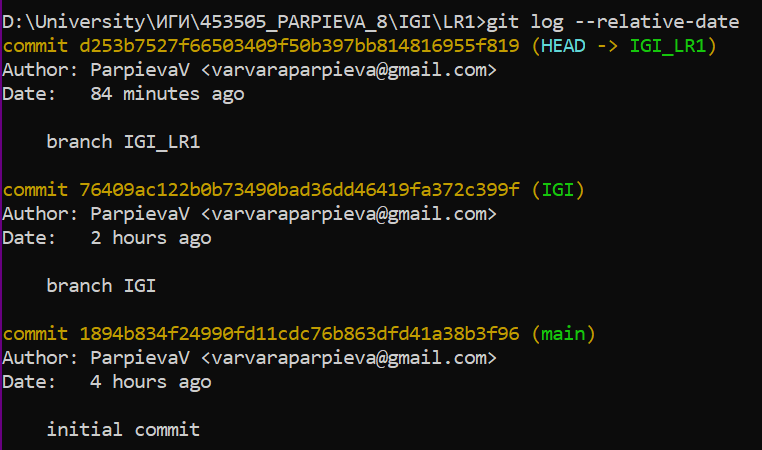 D:\University\ИГИ\453505_PARPIEVA_8\IGI\LR1>git log --relative-date
commit d253b7527f66503409f50b397bb814816955f819 (HEAD -> IGI_LR1)
Author: ParpievaV <varvaraparpieva@gmail.com>
Date:   84 minutes ago

    branch IGI_LR1

commit 76409ac122b0b73490bad36dd46419fa372c399f (IGI)
Author: ParpievaV <varvaraparpieva@gmail.com>
Date:   2 hours ago

    branch IGI

commit 1894b834f24990fd11cdc76b863dfd41a38b3f96 (main)
Author: ParpievaV <varvaraparpieva@gmail.com>
Date:   4 hours ago

    initial commit